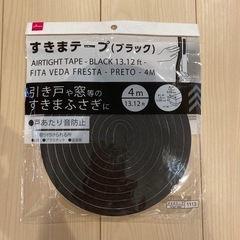 すきまテープ(ブラック)
AIRTIGHT TAPE - BLACK 13.12 ft -
FITA VEDA FRESTA - PRETO - 4M
引き戸や窓等の
すきまふさぎに
4m
13.12 ft
●戸あたり音防止